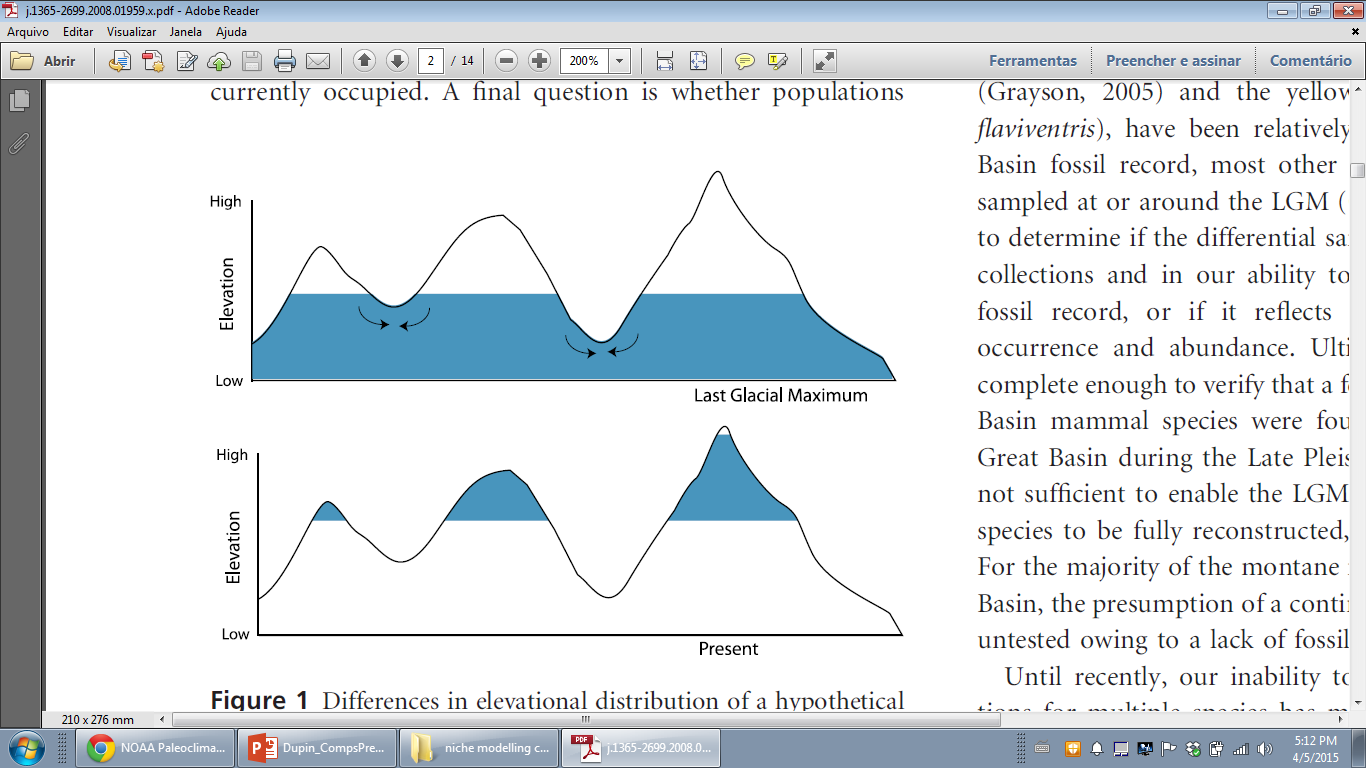 j.1365-2699.2008.01959.x.pdf - Adobe Reader
Arquivo Editar Visualizar Janela Ajuda
Abrir
2 / 14
200%
Ferramentas Preencher e assinar Comentário
currently occupied. A final question is whether populations
High
Elevation
Low
Last Glacial Maximum
High
Elevation
Low
Present
Figure 1 Differences in elevational distribution of a hypothetical
(Grayson, 2005) and the yellow
flaviventris), have been relatively
Basin fossil record, most other
sampled at or around the LGM (
to determine if the differential sa
collections and in our ability to
fossil record, or if it reflects
occurrence and abundance. Ulti
complete enough to verify that a f
Basin mammal species were fou
Great Basin during the Late Pleis
not sufficient to enable the LGM
species to be fully reconstructed,
For the majority of the montane
Basin, the presumption of a conti
untested owing to a lack of fossil
Until recently, our inability to
tions for multiple species has m
210 x 276 mm
NOAA Paleoclima...
Dupin_CompsPre...
niche modelling c...
j.1365-2699.2008.0...
5:12 PM
4/5/2015